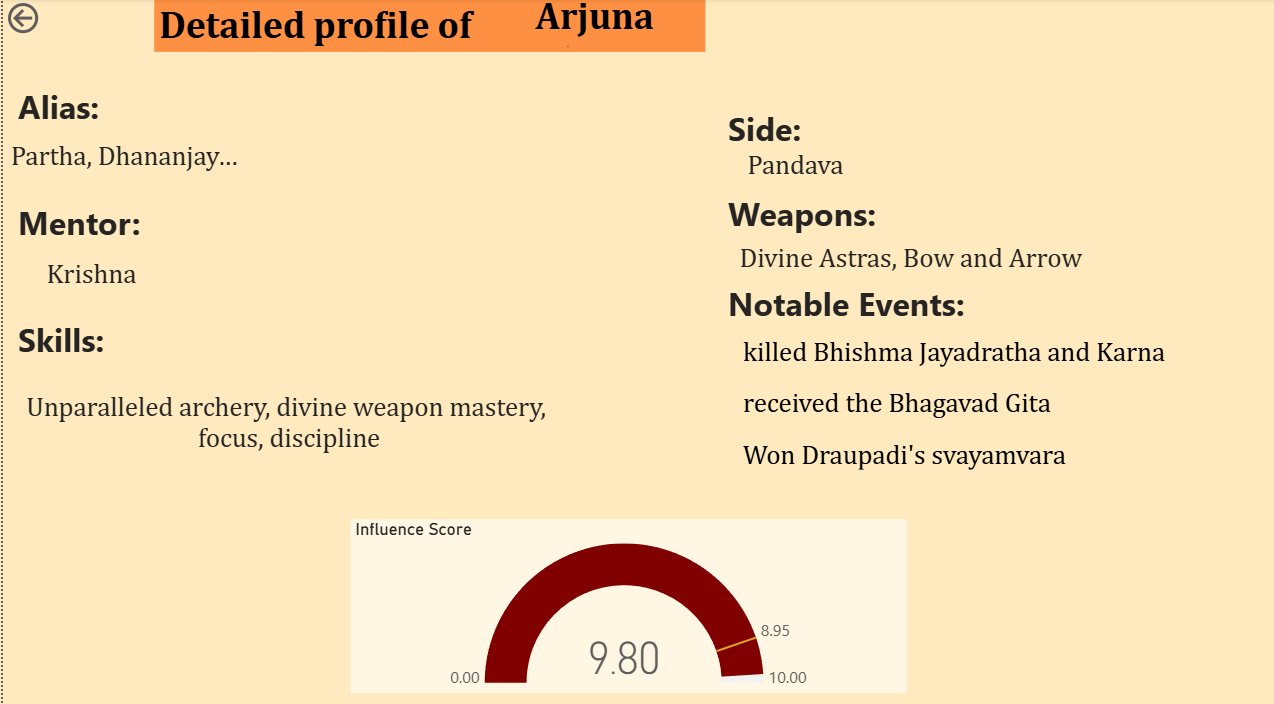 Detailed profile of Arjuna
Alias:
Partha, Dhananjay...
Mentor:
Krishna
Skills:
Unparalleled archery, divine weapon mastery,
focus, discipline
Side:
Pandava
Weapons:
Divine Astras, Bow and Arrow
Notable Events:
killed Bhishma Jayadratha and Karna
received the Bhagavad Gita
Won Draupadi's svayamvara
Influence Score
8.95
9.80
0.00
10.00